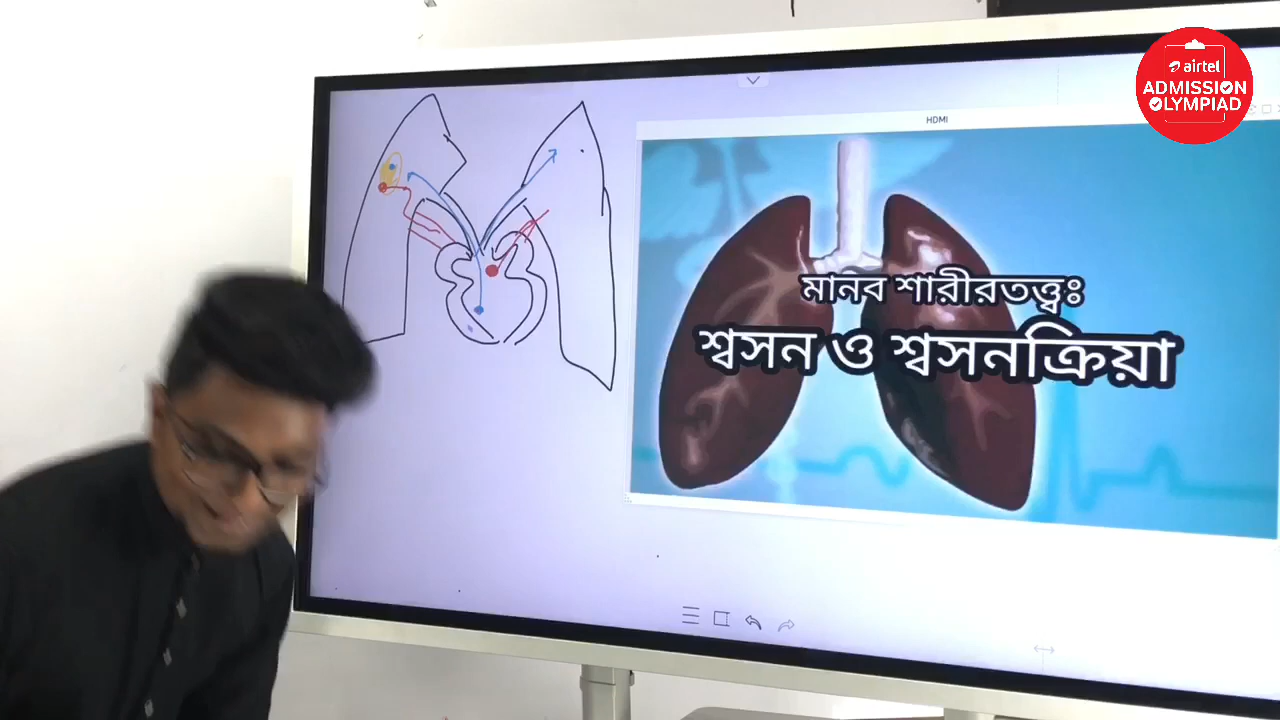 airtel
ADMISSION
OLYMPIAD
HDMI
মানব শারীরতত্ত্বঃ
শ্বসন ও শ্বসনক্রিয়া